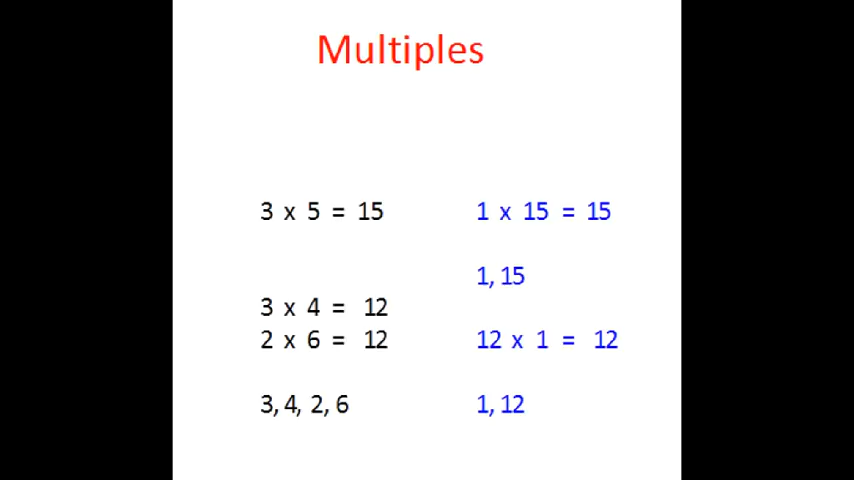 Multiples
3 x 5 = 15 1 x 15 = 15
1, 15
3 x 4 = 12
2 x 6 = 12 12 x 1 = 12
3, 4, 2, 6 1, 12